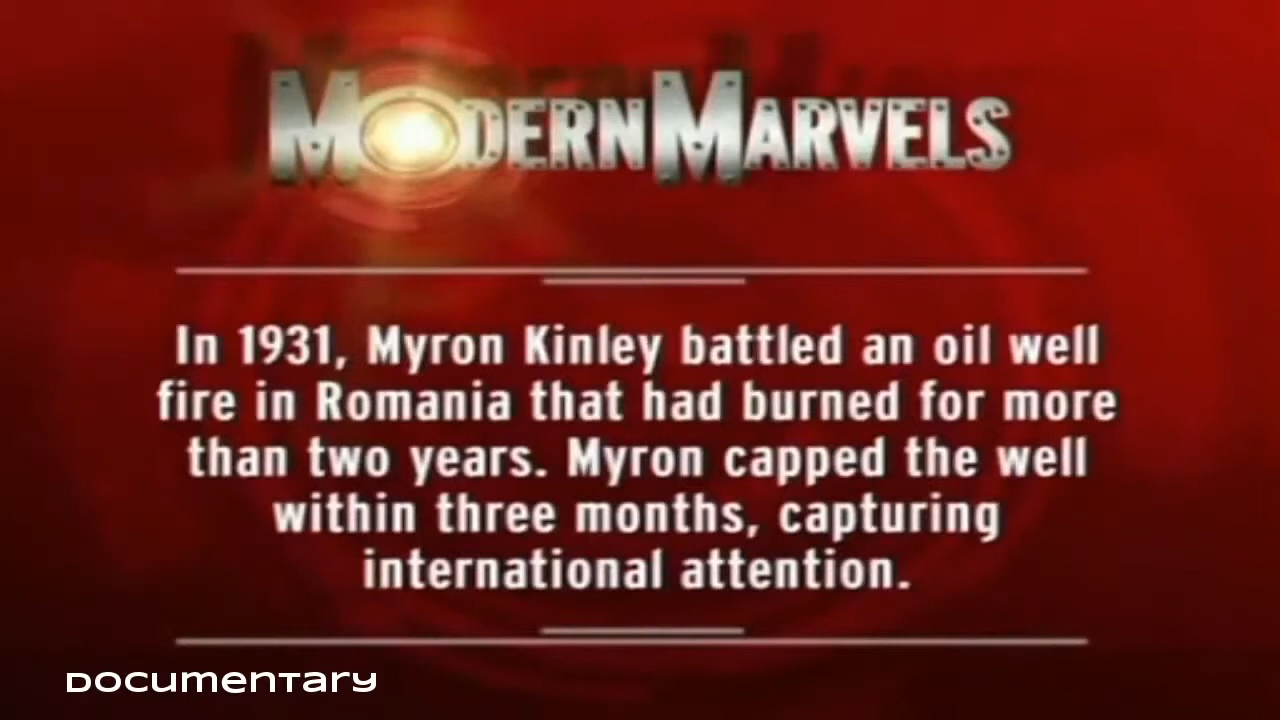 MODERN MARVELS
In 1931, Myron Kinley battled an oil well
fire in Romania that had burned for more
than two years. Myron capped the well
within three months, capturing
international attention.
Documentary